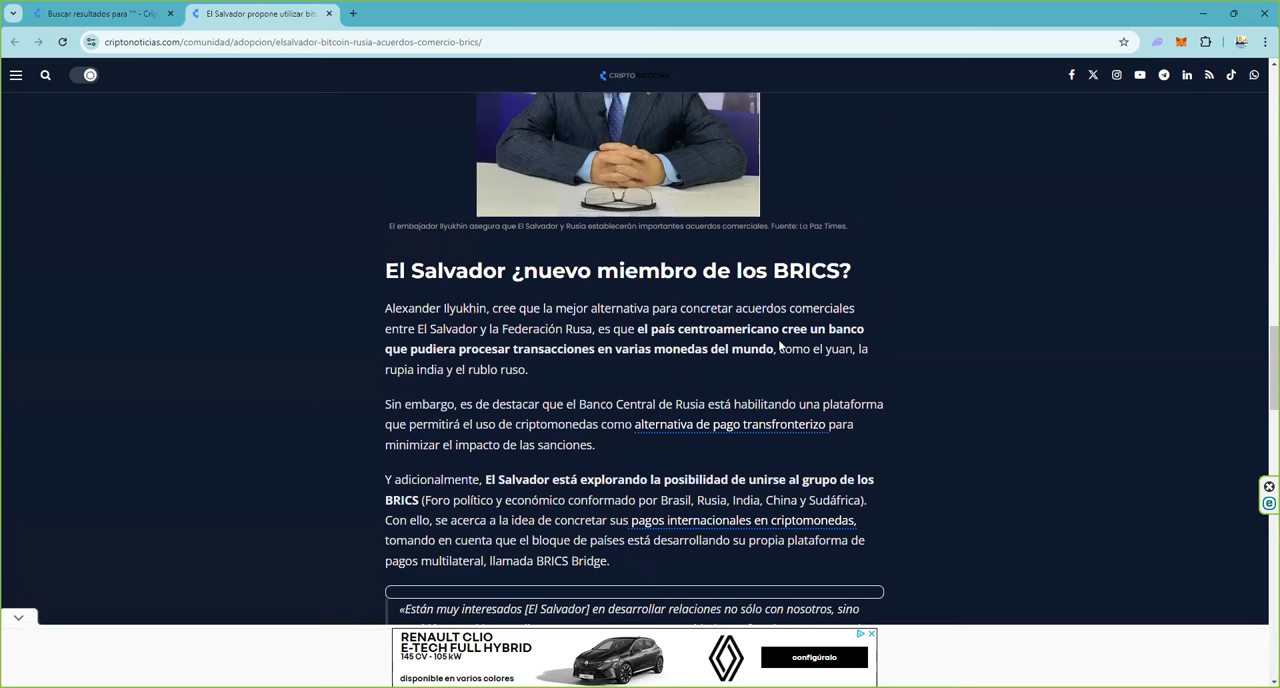 Buscar resultados para "" - Crip
El Salvador propone utilizar bit
criptonoticias.com/comunidad/adopcion/elsalvador-bitcoin-rusia-acuerdos-comercio-brics/
CRIPTONOTICIAS
El embajador Ilyukhin asegura que El Salvador y Rusia establecerán importantes acuerdos comerciales. Fuente: La Paz Times.
El Salvador ¿nuevo miembro de los BRICS?
Alexander Ilyukhin, cree que la mejor alternativa para concretar acuerdos comerciales
entre El Salvador y la Federación Rusa, es que el país centroamericano cree un banco
que pudiera procesar transacciones en varias monedas del mundo, como el yuan, la
rupia india y el rublo ruso.
Sin embargo, es de destacar que el Banco Central de Rusia está habilitando una plataforma
que permitirá el uso de criptomonedas como alternativa de pago transfronterizo para
minimizar el impacto de las sanciones.
Y adicionalmente, El Salvador está explorando la posibilidad de unirse al grupo de los
BRICS (Foro político y económico conformado por Brasil, Rusia, India, China y Sudáfrica).
Con ello, se acerca a la idea de concretar sus pagos internacionales en criptomonedas,
tomando en cuenta que el bloque de países está desarrollando su propia plataforma de
pagos multilateral, llamada BRICS Bridge.
«Están muy interesados [El Salvador] en desarrollar relaciones no sólo con nosotros, sino
RENAULT CLIO
E-TECH FULL HYBRID
145 CV - 105 kW
disponible en varios colores
configúralo